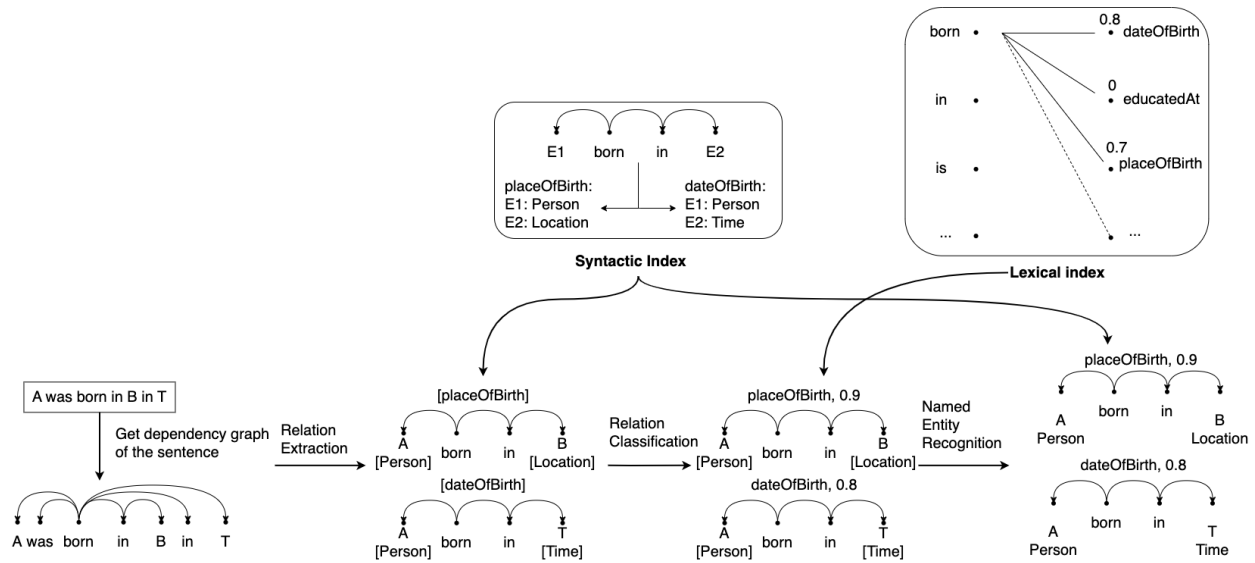 born
0.8
dateOfBirth
in
0
educatedAt
is
0.7
placeOfBirth
...
...
E1 born in E2
placeOfBirth:
E1: Person
E2: Location
dateOfBirth:
E1: Person
E2: Time
Syntactic Index
Lexical index
A was born in B in T
Get dependency graph
of the sentence
A was born in B in T
Relation
Extraction
[placeOfBirth]
A born in B
[Person] [Location]
[dateOfBirth]
A born in T
[Person] [Time]
Relation
Classification
placeOfBirth, 0.9
A born in B
[Person] [Location]
dateOfBirth, 0.8
A born in T
[Person] [Time]
Named
Entity
Recognition
placeOfBirth, 0.9
A born in B
Person Location
dateOfBirth, 0.8
A born in T
Person Time